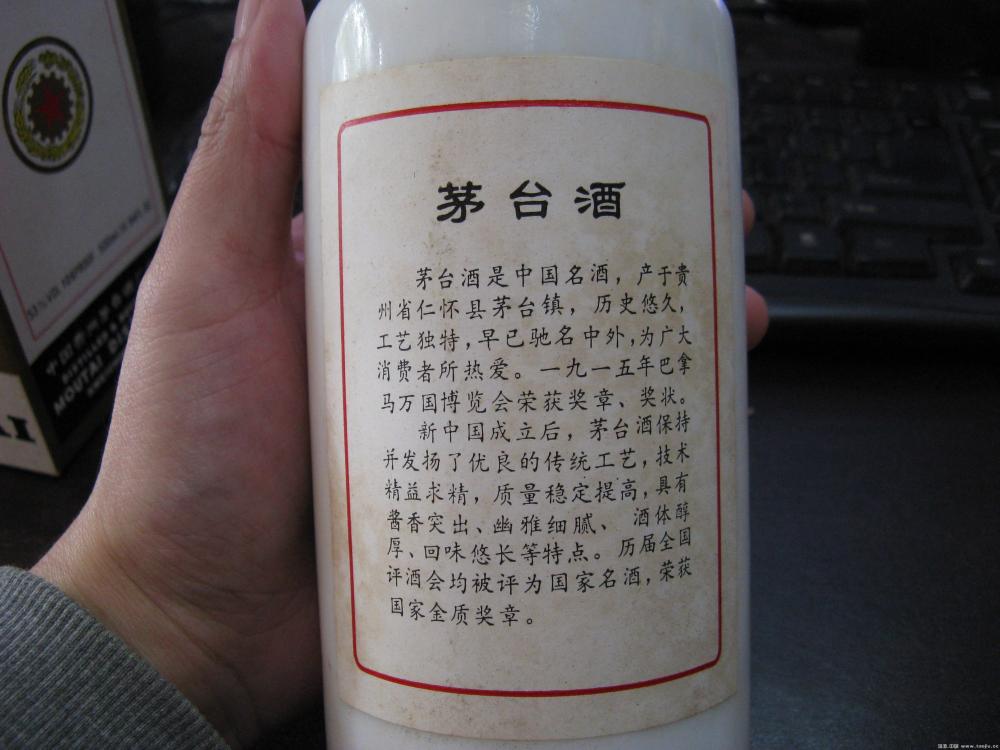 茅台酒
茅台酒是中国名酒，产于贵
州省仁怀县茅台镇，历史悠久，
工艺独特，早已驰名中外，为广大
消费者所热爱。一九一五年巴拿
马万国博览会荣获奖章、奖状。
新中国成立后，茅台酒保持
并发扬了优良的传统工艺，技术
精益求精，质量稳定提高，具有
酱香突出、幽雅细腻、酒体醇
厚、回味悠长等特点。历届全国
评酒会均被评为国家名酒，荣获
国家金质奖章。
53%VOL
MOUTAI
AI